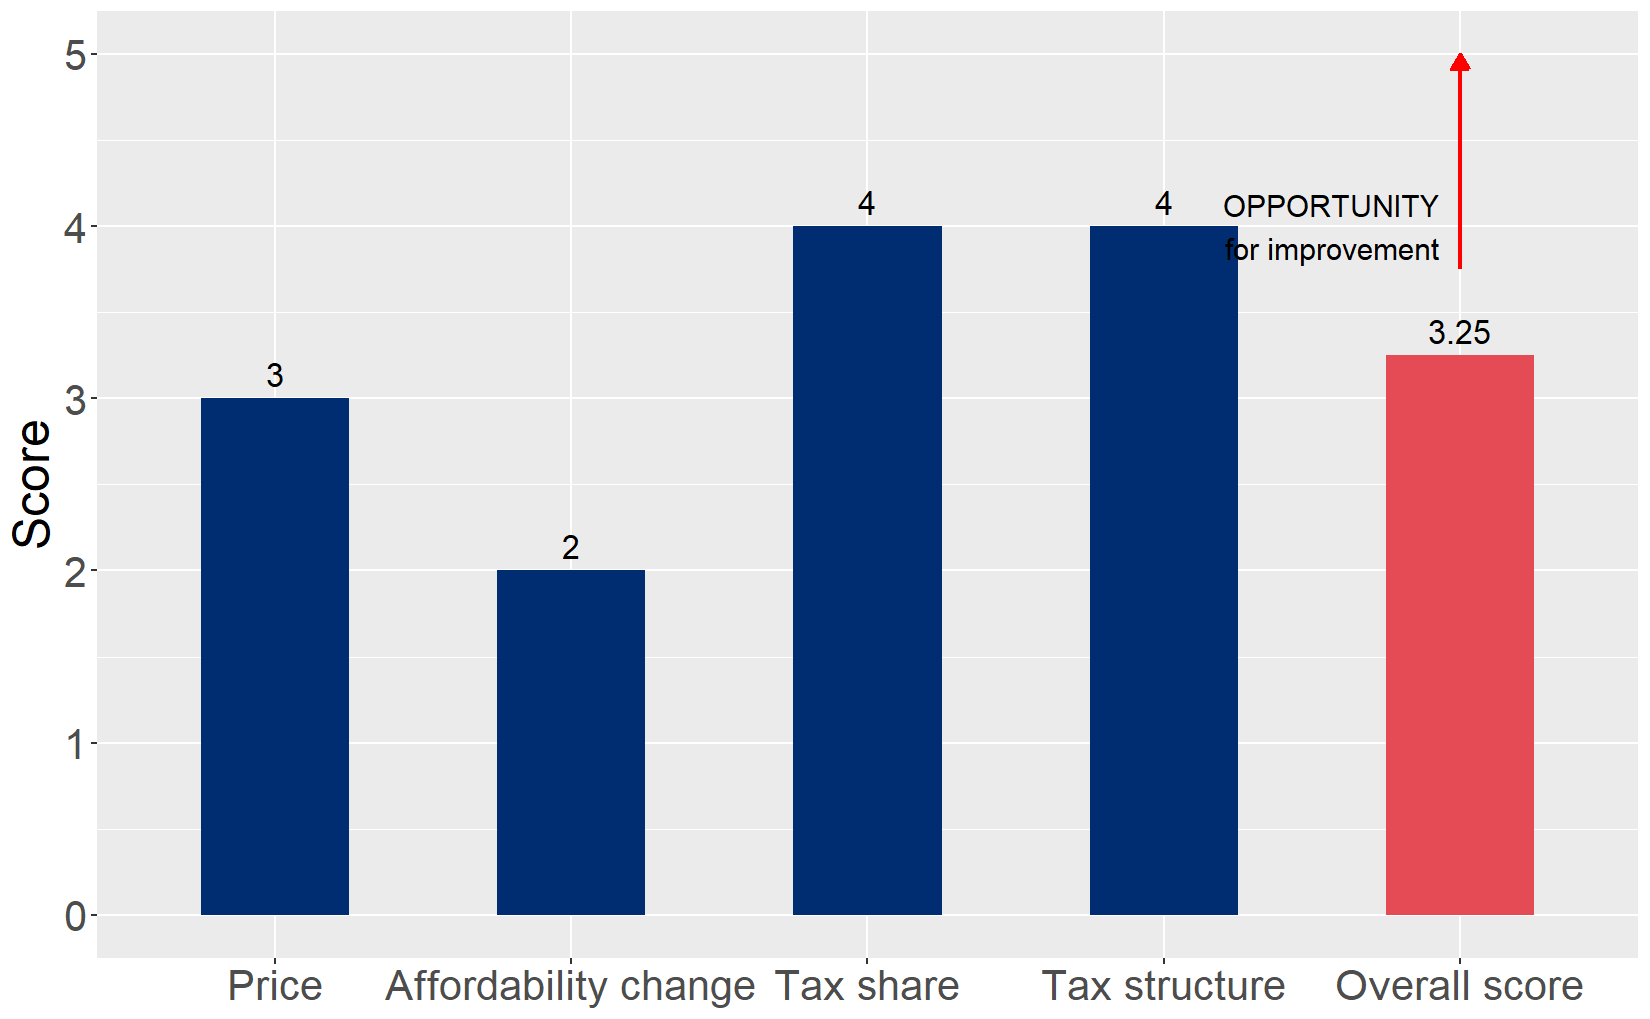 5
4
3
2
1
0
Score
3
2
4
4
3.25
OPPORTUNITY
for improvement
Price
Affordability change
Tax share
Tax structure
Overall score